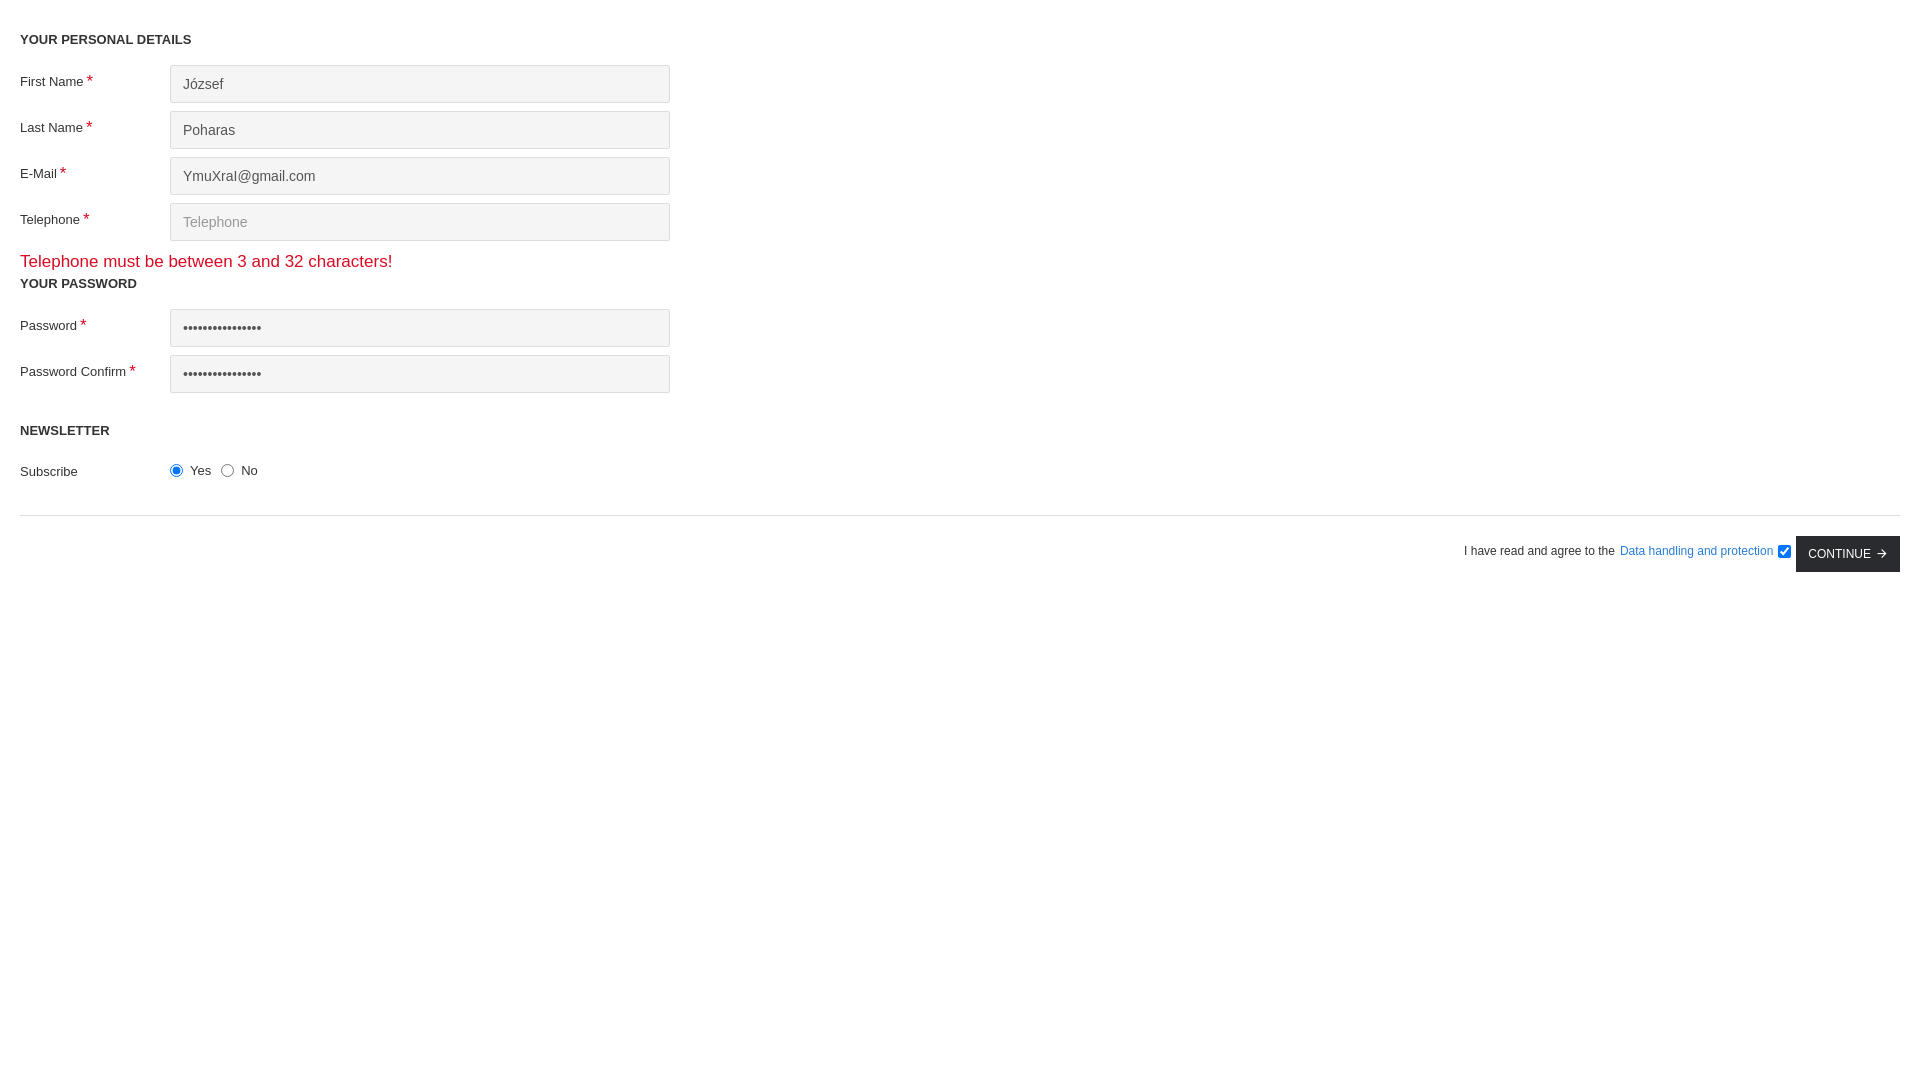 YOUR PERSONAL DETAILS
First Name *
József
Last Name *
Poharas
E-Mail *
YmuXraI@gmail.com
Telephone *
Telephone
Telephone must be between 3 and 32 characters!
YOUR PASSWORD
Password *
••••••••••••••••
Password Confirm *
••••••••••••••••
NEWSLETTER
Subscribe
Yes No
I have read and agree to the Data handling and protection
CONTINUE →